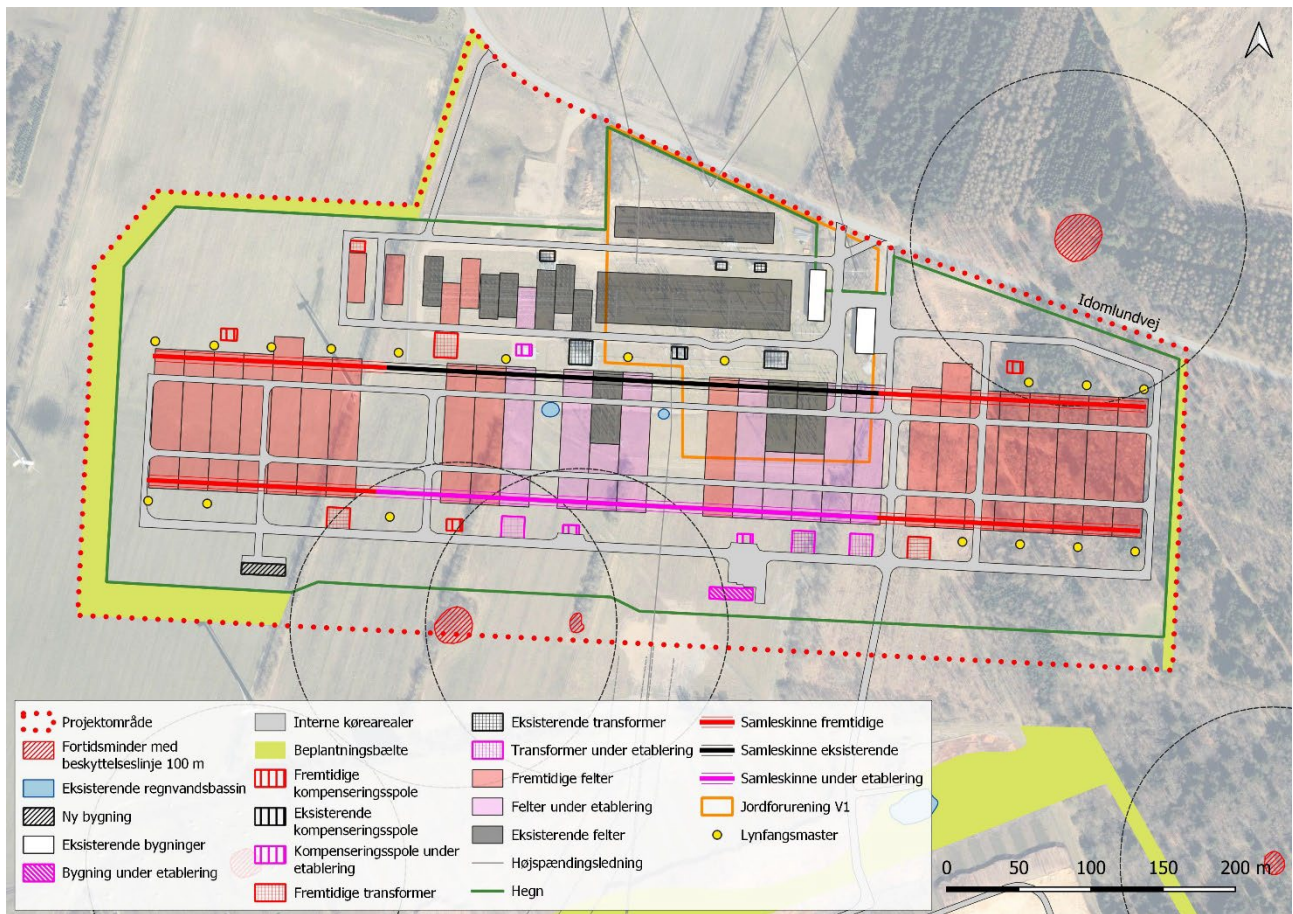 Idomlundvej
Projektområde
Fortidsminder med
beskyttelseslinje 100 m
Eksisterende regnvandsbassin
Ny bygning
Eksisterende bygninger
Bygning under etablering
Interne kørearealer
Beplantningsbælte
Fremtidige
kompenseringsspole
Eksisterende
kompenseringsspole
Kompenseringsspole under
etablering
Fremtidige transformer
Eksisterende transformer
Transformer under etablering
Fremtidige felter
Felter under etablering
Eksisterende felter
Højspændingsledning
Hegn
Samleskinne fremtidige
Samleskinne eksisterende
Samleskinne under etablering
Jordforurening V1
Lynfangsmaster
0 50 100 150 200 m